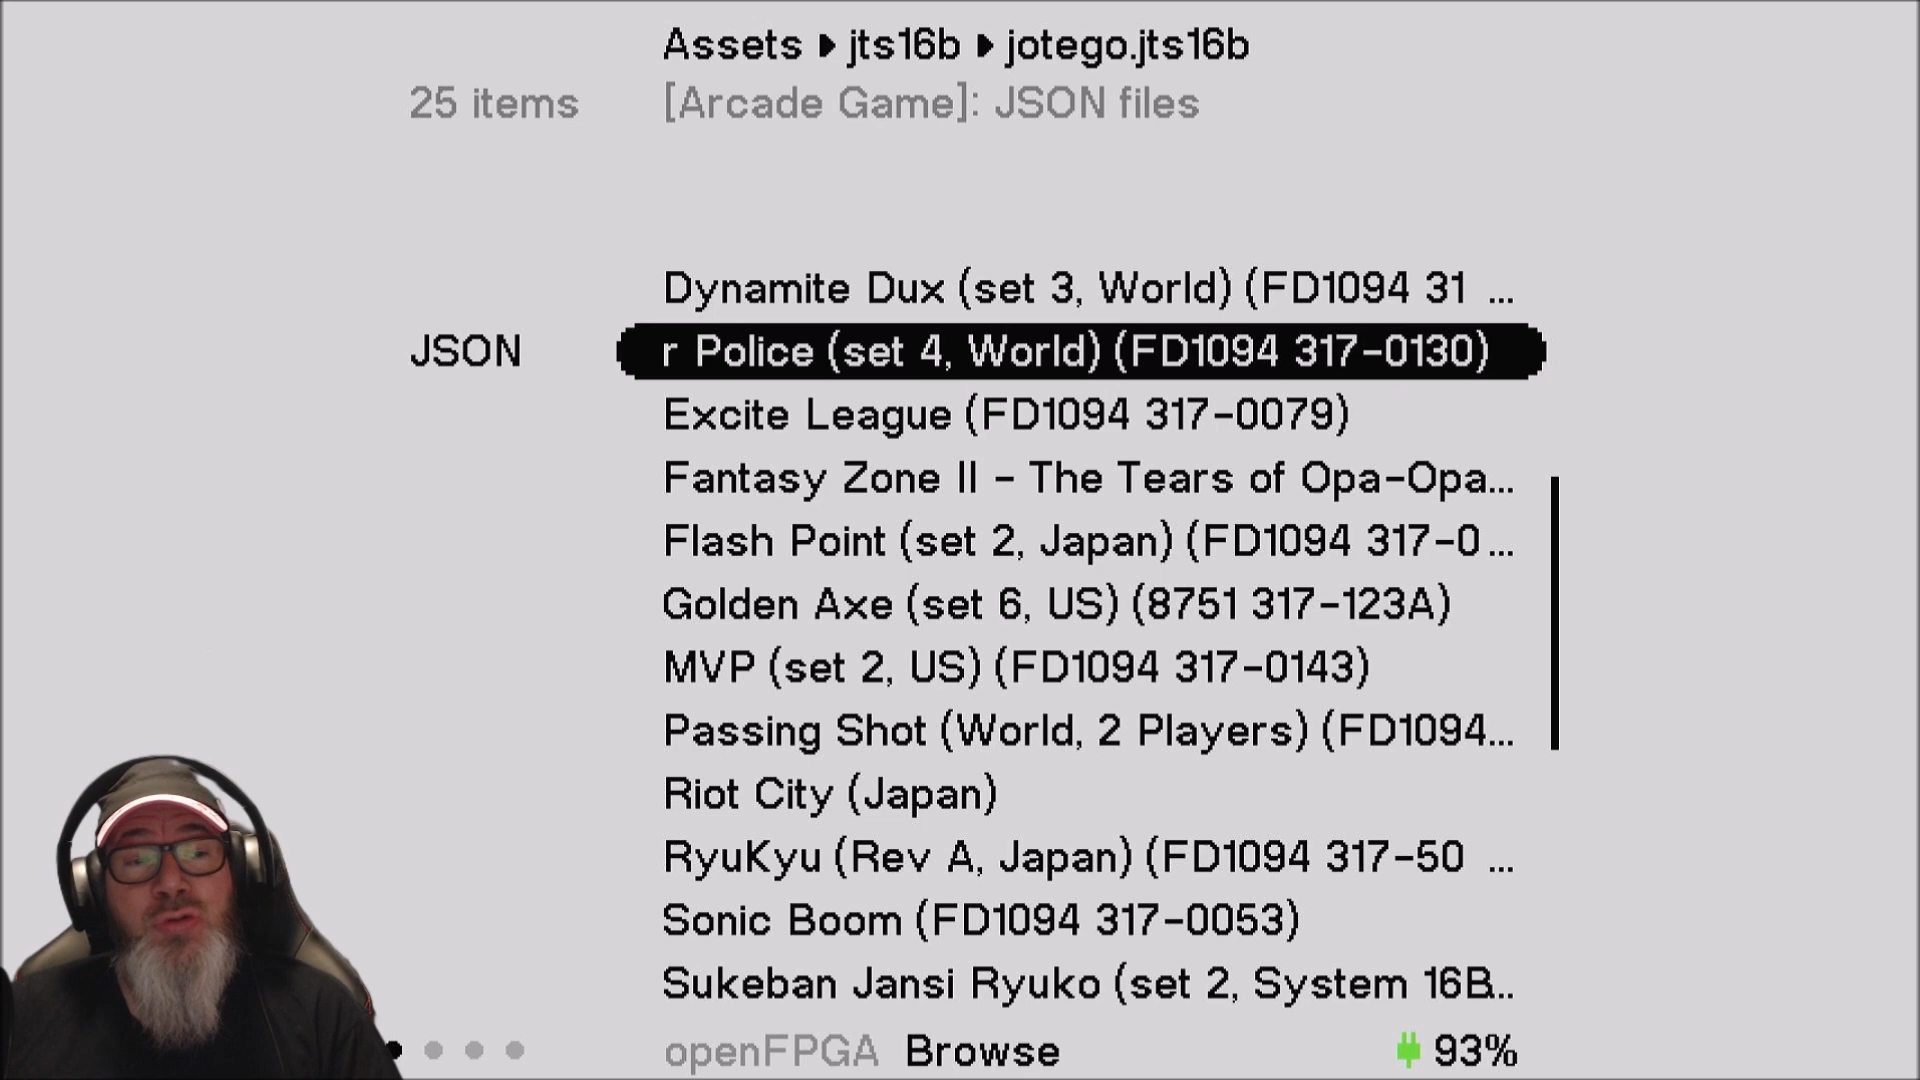 Assets ▸ jts16b ▸ jotego.jts16b
25 items [Arcade Game]: JSON files
Dynamite Dux (set 3, World) (FD1094 31 ...
JSON r Police (set 4, World) (FD1094 317-0130)
Excite League (FD1094 317-0079)
Fantasy Zone II - The Tears of Opa-Opa...
Flash Point (set 2, Japan) (FD1094 317-0 ...
Golden Axe (set 6, US) (8751 317-123A)
MVP (set 2, US) (FD1094 317-0143)
Passing Shot (World, 2 Players) (FD1094...
Riot City (Japan)
RyuKyu (Rev A, Japan) (FD1094 317-50 ...
Sonic Boom (FD1094 317-0053)
Sukeban Jansi Ryuko (set 2, System 16B...
openFPGA Browse 93%